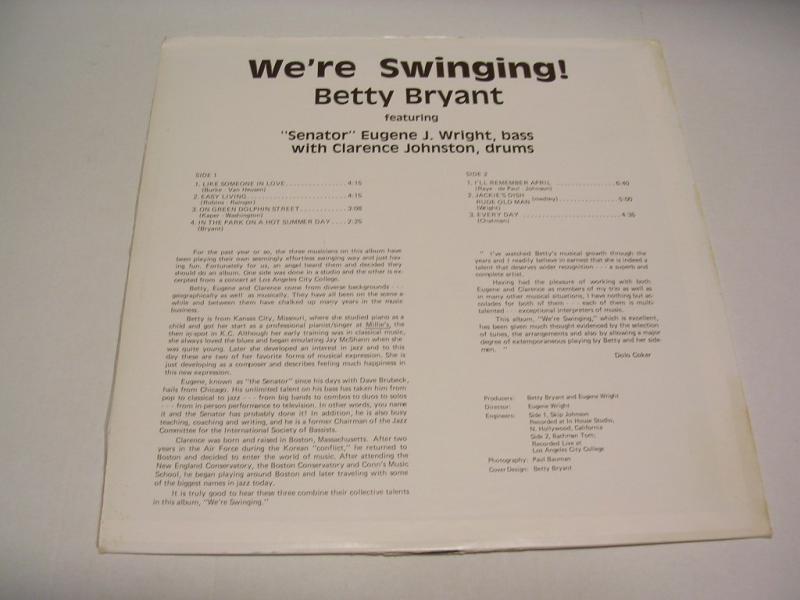 We're Swinging!
Betty Bryant
featuring
"Senator" Eugene J. Wright, bass
with Clarence Johnston, drums
SIDE 1
1. LIKE SOMEONE IN LOVE . . . . . . . . . . . . . . . . 4:15
(Burke - Van Heusen)
2. EASY LIVING . . . . . . . . . . . . . . . . . . . . . . . 4:15
(Robins - Rainger)
3. ON GREEN DOLPHIN STREET . . . . . . . . . . . . 3:08
(Kaper - Washington)
4. IN THE PARK ON A HOT SUMMER DAY . . . . 2:25
(Bryant)
SIDE 2
1. I'LL REMEMBER APRIL . . . . . . . . . . . . . . . 6:40
(Raye - de Paul - Johnson)
2. JACKIE'S DISH
RUDE OLD MAN (medley) . . . . . . . . . . . . . . . 5:00
(Wright)
3. EVERY DAY . . . . . . . . . . . . . . . . . . . . . . . . 4:35
(Chatman)
For the past year or so, the three musicians on this album have
been playing their own seemingly effortless swinging way and just hav-
ing fun. Fortunately for us, an angel heard them and decided they
should do an album. One side was done in a studio and the other is ex-
cerpted from a concert at Los Angeles City College.
Betty, Eugene and Clarence come from diverse backgrounds - - -
geographically as well as musically. They have all been on the scene a
while and between them have chalked up many years in the music
business.
Betty is from Kansas City, Missouri, where she studied piano as a
child and got her start as a professional pianist/singer at Millie's, the
then in-spot in K.C. Although her early training was in classical music,
she always loved the blues and began emulating Jay McShann when she
was quite young. Later she developed an interest in jazz and to this
day these are two of her favorite forms of musical expression. She is
just developing as a composer and describes feeling much happiness in
this new expression.
Eugene, known as "the Senator" since his days with Dave Brubeck,
hails from Chicago. His unlimited talent on his bass has taken him from
pop to classical to jazz - - - from big bands to combos to duos to solos
- - - from in-person performance to television. In other words, you name
it and the Senator has probably done it! In addition, he is also busy
teaching, coaching and writing, and he is a former Chairman of the Jazz
Committee for the International Society of Bassists.
Clarence was born and raised in Boston, Massachusetts. After two
years in the Air Force during the Korean "conflict," he returned to
Boston and decided to enter the world of music. After attending the
New England Conservatory, the Boston Conservatory and Conn's Music
School, he began playing around Boston and later traveling with some
of the biggest names in jazz today.
It is truly good to hear these three combine their collective talents
in this album, "We're Swinging."
" I've watched Betty's musical growth through the
years and I readily believe in earnest that she is indeed a
talent that deserves wider recognition - - - a superb and
complete artist.
Having had the pleasure of working with both
Eugene and Clarence as members of my trio as well as
in many other musical situations, I have nothing but ac-
colades for both of them - - - each of them is multi-
talented - - - exceptional interpreters of music.
This album, "We're Swinging," which is excellent,
has been given much thought evidenced by the selection
of tunes, the arrangements and also by allowing a major
degree of extemporaneous playing by Betty and her side-
men. "
Dolo Coker
Producers: Betty Bryant and Eugene Wright
Director: Eugene Wright
Engineers: Side 1, Skip Johnson
Recorded at In House Studio,
N. Hollywood, California
Side 2, Bachman Tom;
Recorded Live at
Los Angeles City College
Photography: Paul Bauman
Cover Design: Betty Bryant